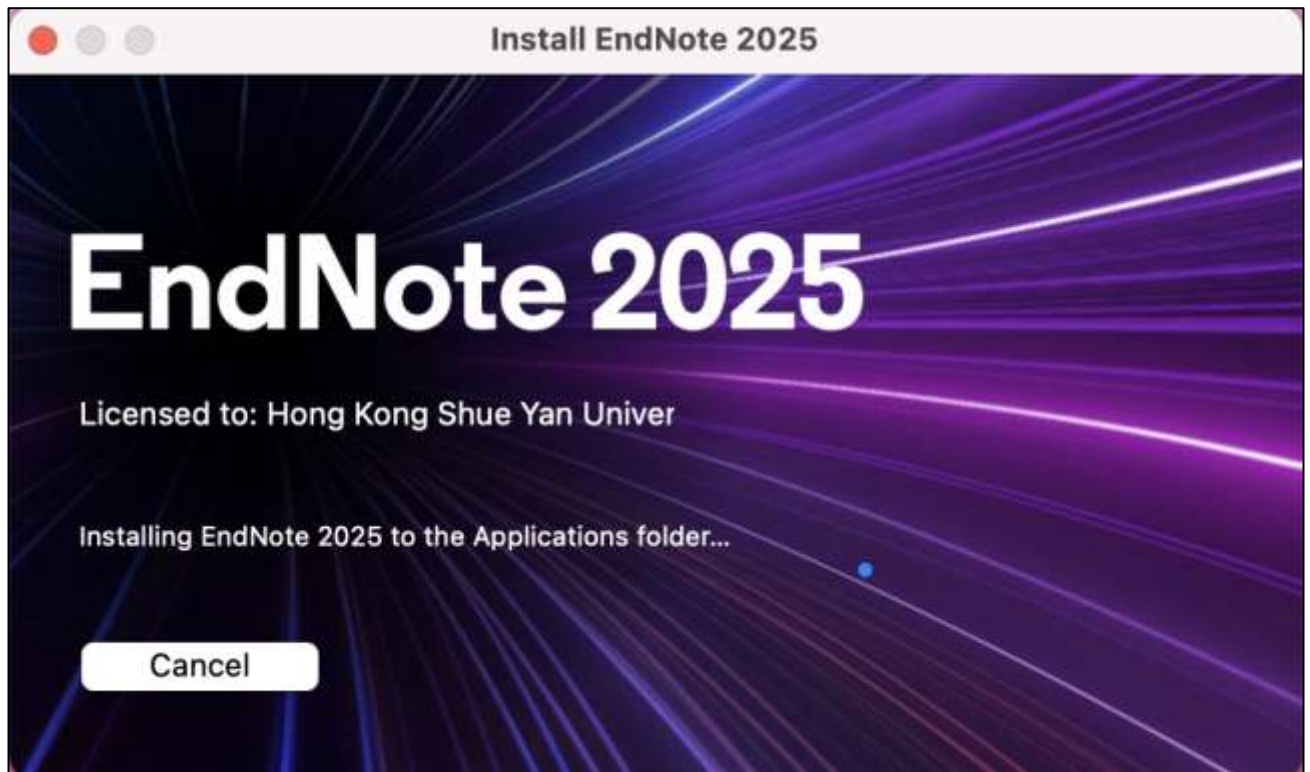 Install EndNote 2025
EndNote 2025
Licensed to: Hong Kong Shue Yan Univer
Installing EndNote 2025 to the Applications folder...
Cancel